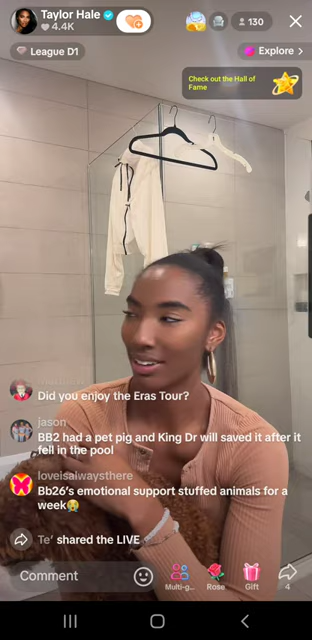 Taylor Hale
4.4K
130
League D1
Explore >
Check out the Hall of
Fame
Did you enjoy the Eras Tour?
jason
BB2 had a pet pig and King Dr will saved it after it
fell in the pool
loveisalwaysthere
Bb26's emotional support stuffed animals for a
week😭
Te' shared the LIVE
Comment
Multi-g...
Rose
Gift
4